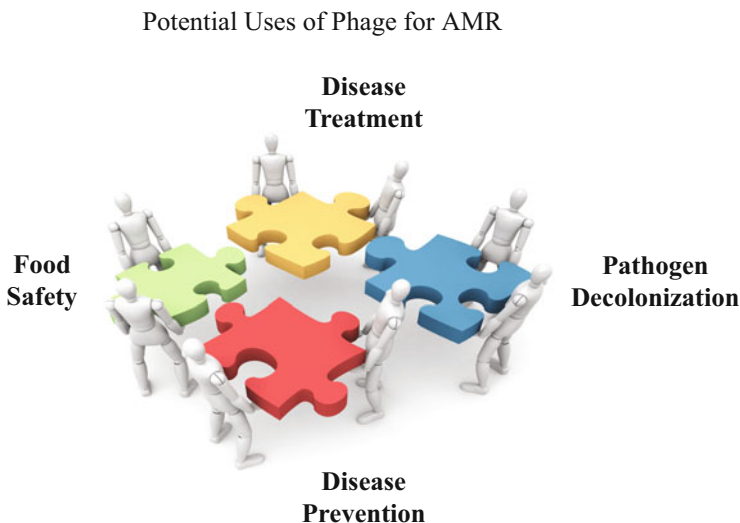 Potential Uses of Phage for AMR
Disease
Treatment
Food
Safety
Pathogen
Decolonization
Disease
Prevention